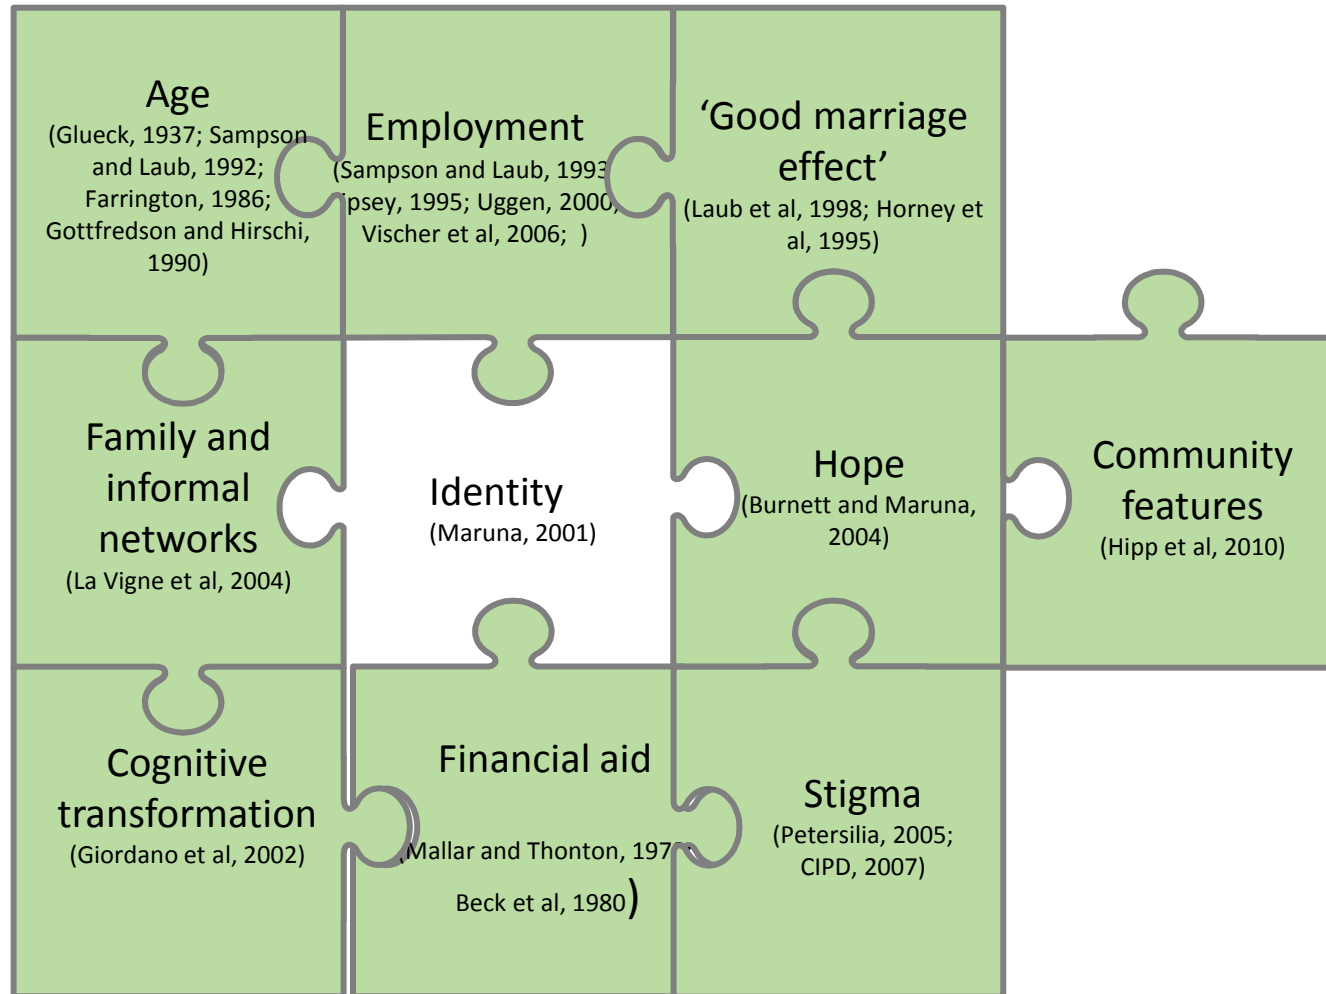 Age
(Glueck, 1937; Sampson
and Laub, 1992;
Farrington, 1986;
Gottfredson and Hirschi,
1990)
Employment
(Sampson and Laub, 1993
ipsey, 1995; Uggen, 2000,
Vischer et al, 2006;  )
‘Good marriage
effect’
(Laub et al, 1998; Horney et
al, 1995)
Family and
informal
networks
(La Vigne et al, 2004)
Identity
(Maruna, 2001)
Hope
(Burnett and Maruna,
2004)
Community
features
(Hipp et al, 2010)
Cognitive
transformation
(Giordano et al, 2002)
Financial aid
(Mallar and Thonton,
Beck et al, 1980)
Stigma
(Petersilia, 2005;
CIPD, 2007)